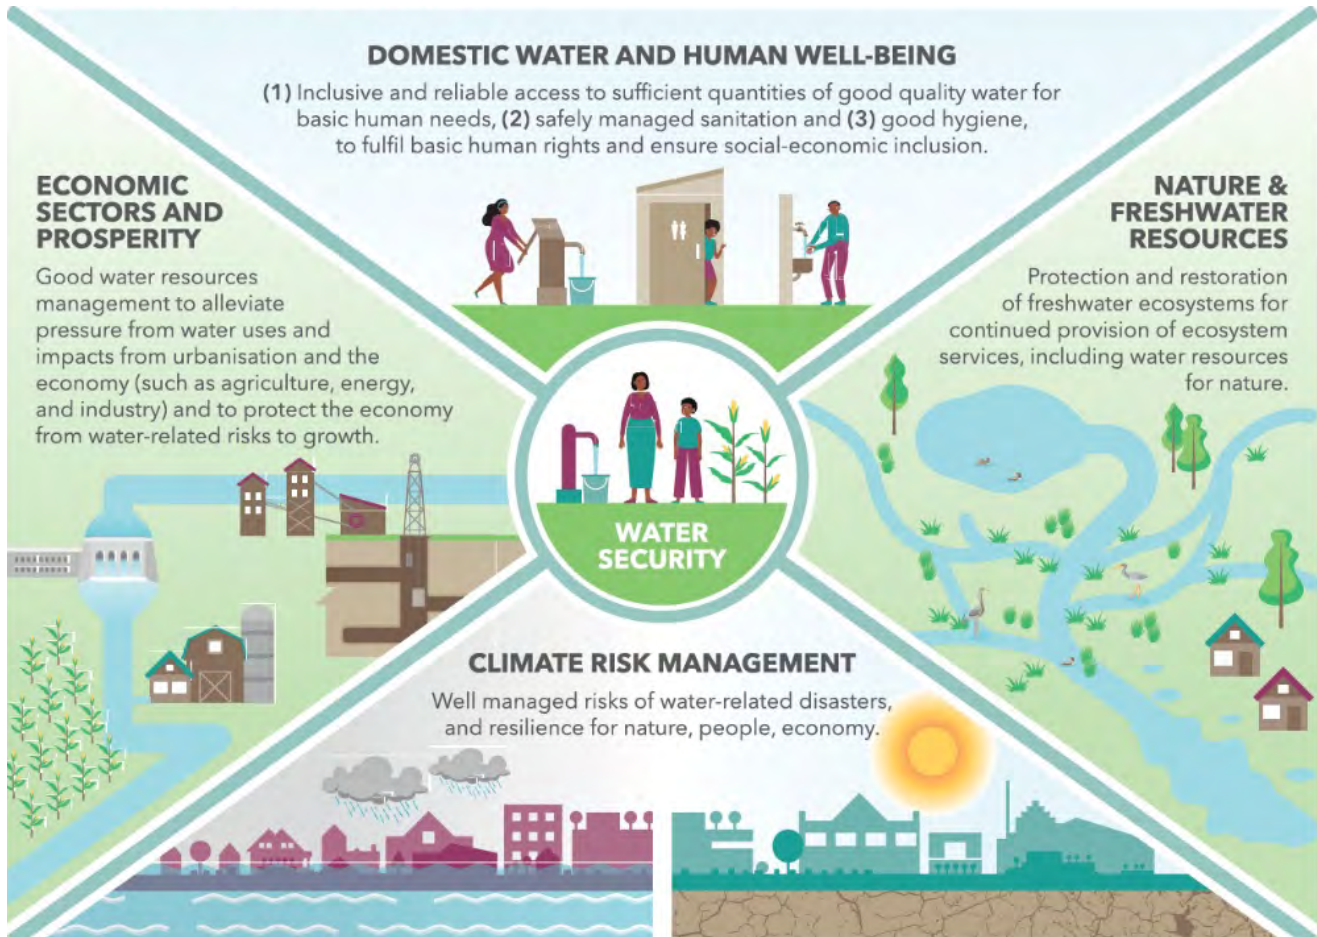 DOMESTIC WATER AND HUMAN WELL-BEING
(1) Inclusive and reliable access to sufficient quantities of good quality water for
basic human needs, (2) safely managed sanitation and (3) good hygiene,
to fulfil basic human rights and ensure social-economic inclusion.
ECONOMIC
SECTORS AND
PROSPERITY
Good water resources
management to alleviate
pressure from water uses and
impacts from urbanisation and the
economy (such as agriculture, energy,
and industry) and to protect the economy
from water-related risks to growth.
NATURE &
FRESHWATER
RESOURCES
Protection and restoration
of freshwater ecosystems for
continued provision of ecosystem
services, including water resources
for nature.
WATER
SECURITY
CLIMATE RISK MANAGEMENT
Well managed risks of water-related disasters,
and resilience for nature, people, economy.